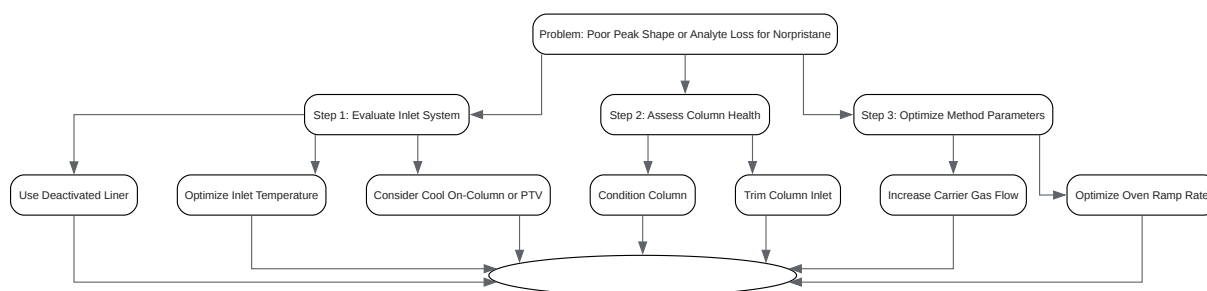 Problem: Poor Peak Shape or Analyte Loss for Norpristane
Step 1: Evaluate Inlet System
Step 2: Assess Column Health
Step 3: Optimize Method Parameters
Use Deactivated Liner
Optimize Inlet Temperature
Consider Cool On-Column or PTV
Condition Column
Trim Column Inlet
Increase Carrier Gas Flow
Optimize Oven Ramp Rate